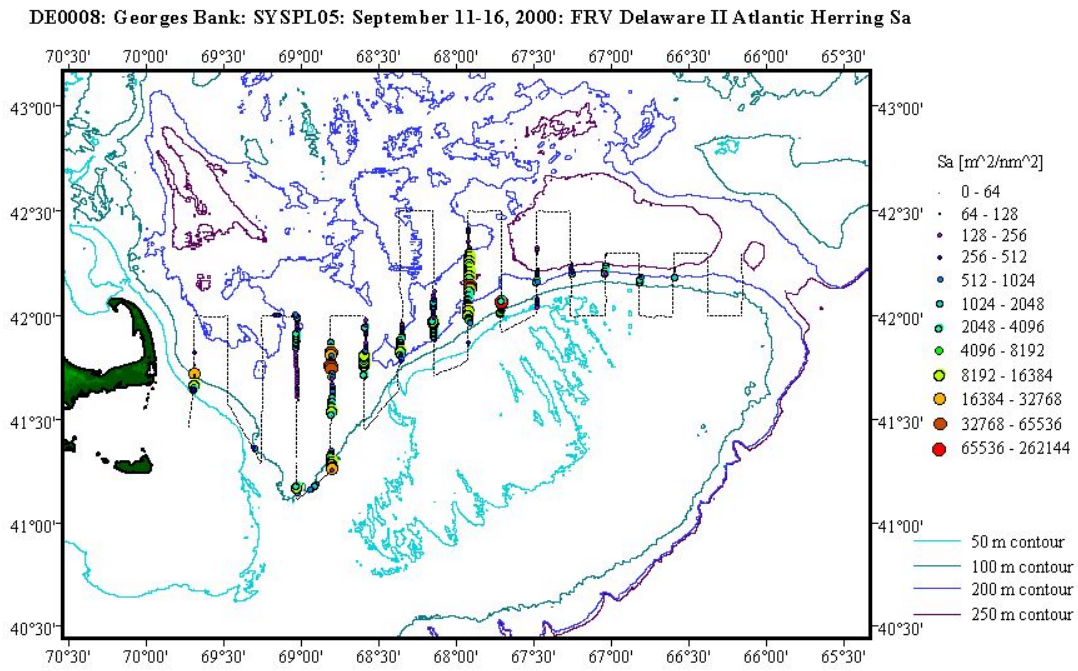 DE0008: Georges Bank: SYSPL05: September 11-16, 2000: FRV Delaware II Atlantic Herring Sa
70°30' 70°00' 69°30' 69°00' 68°30' 68°00' 67°30' 67°00' 66°30' 66°00' 65°30'
43°00' 43°00'
Sa [m^2/nm^2]
0 - 64
64 - 128
128 - 256
256 - 512
512 - 1024
1024 - 2048
2048 - 4096
4096 - 8192
8192 - 16384
16384 - 32768
32768 - 65536
65536 - 262144
42°30' 42°30'
42°00' 42°00'
41°30' 41°30'
41°00' 41°00'
50 m contour
100 m contour
200 m contour
250 m contour
40°30' 40°30'
70°30' 70°00' 69°30' 69°00' 68°30' 68°00' 67°30' 67°00' 66°30' 66°00' 65°30'